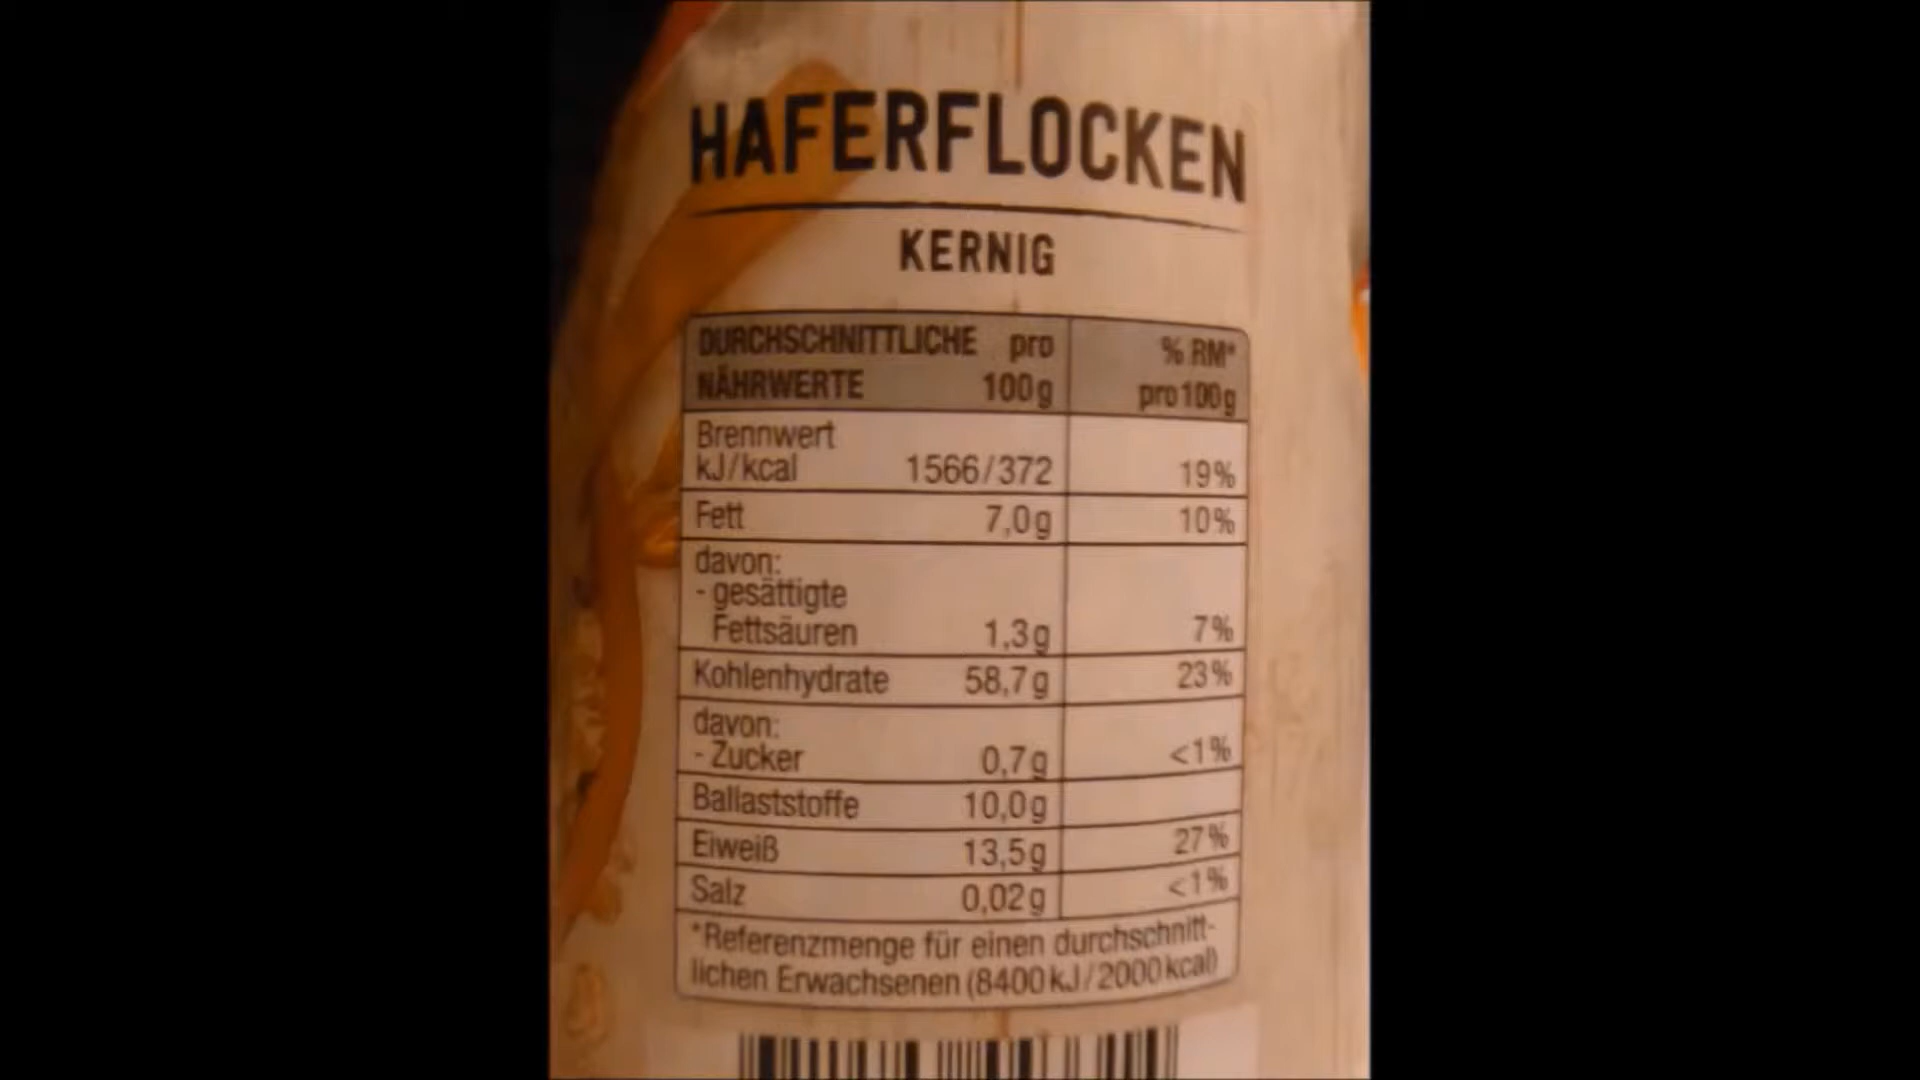 HAFERFLOCKEN
KERNIG
DURCHSCHNITTLICHE pro % RM*
NÄHRWERTE 100g pro 100g
Brennwert
kJ/kcal 1566/372 19%
Fett 7,0g 10%
davon:
- gesättigte
Fettsäuren 1,3g 7%
Kohlenhydrate 58,7g 23%
davon:
- Zucker 0,7g <1%
Ballaststoffe 10,0g
Eiweiß 13,5g 27%
Salz 0,02g <1%
*Referenzmenge für einen durchschnitt-
lichen Erwachsenen (8400 kJ/2000 kcal)